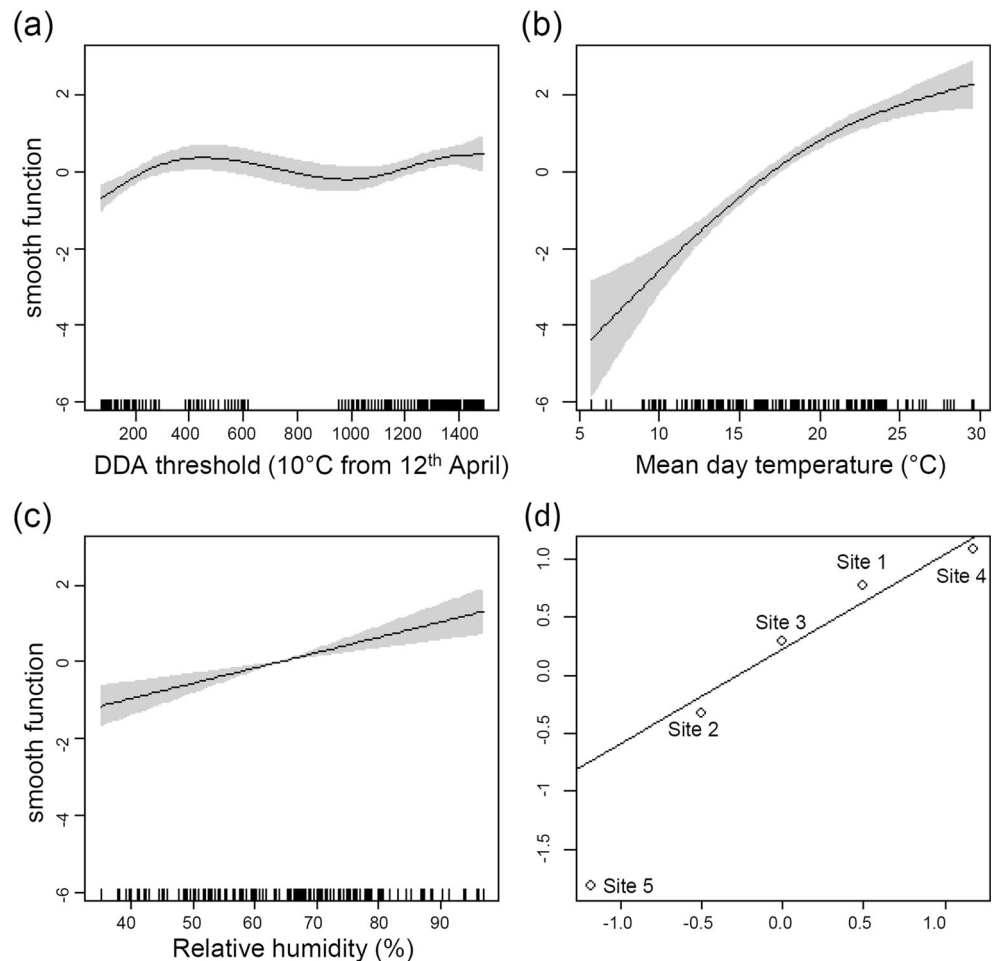 (a)
smooth function
2
0
-2
-4
-6
200 400 600 800 1000 1200 1400
DDA threshold (10°C from 12th April)
(b)
2
0
-2
-4
-6
5 10 15 20 25 30
Mean day temperature (°C)
(c)
smooth function
2
0
2
-4
-6
40 50 60 70 80 90
Relative humidity (%)
(d)
1.0
0.5
0.0
-0.5
-1
-1.5
Site 1
Site 4
Site 3
Site 2
Site 5
-1.0 -0.5 0.0 0.5 1.0